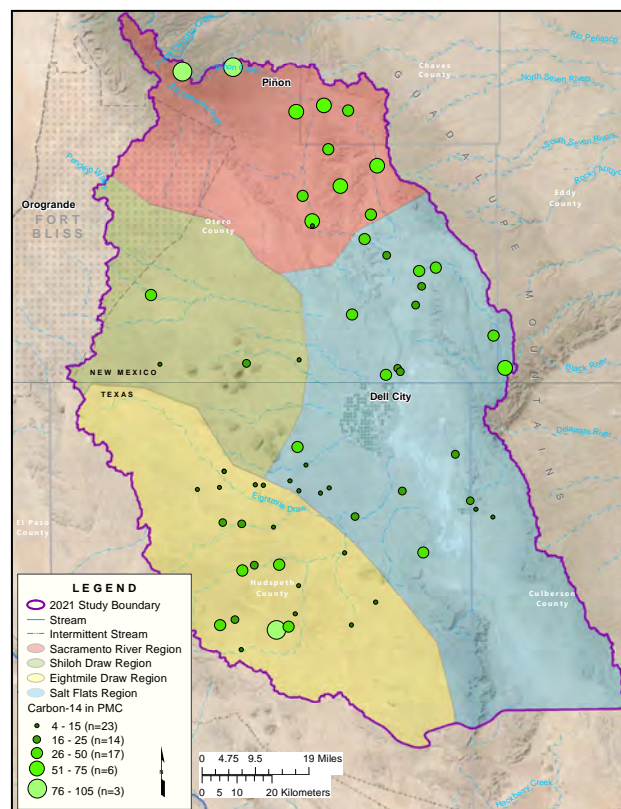 Rio Peñasco
Chaves
County
Piñon
North Seven Rivers
South Seven Rivers
Rocky Arroyo
GUADALUPE MOUNTAINS
Eddy
County
Orogrande
FORT
BLISS
Otero
County
NEW MEXICO
TEXAS
Black River
Dell City
Delaware River
Eightmile Draw
El Paso
County
Hudspeth
County
Culberson
County
Hackberry Creek
LEGEND
2021 Study Boundary
Stream
Intermittent Stream
Sacramento River Region
Shiloh Draw Region
Eightmile Draw Region
Salt Flats Region
Carbon-14 in PMC
4 - 15 (n=23)
16 - 25 (n=14)
26 - 50 (n=17)
51 - 75 (n=6)
76 - 105 (n=3)
N
0 4.75 9.5 19 Miles
0 5 10 20 Kilometers